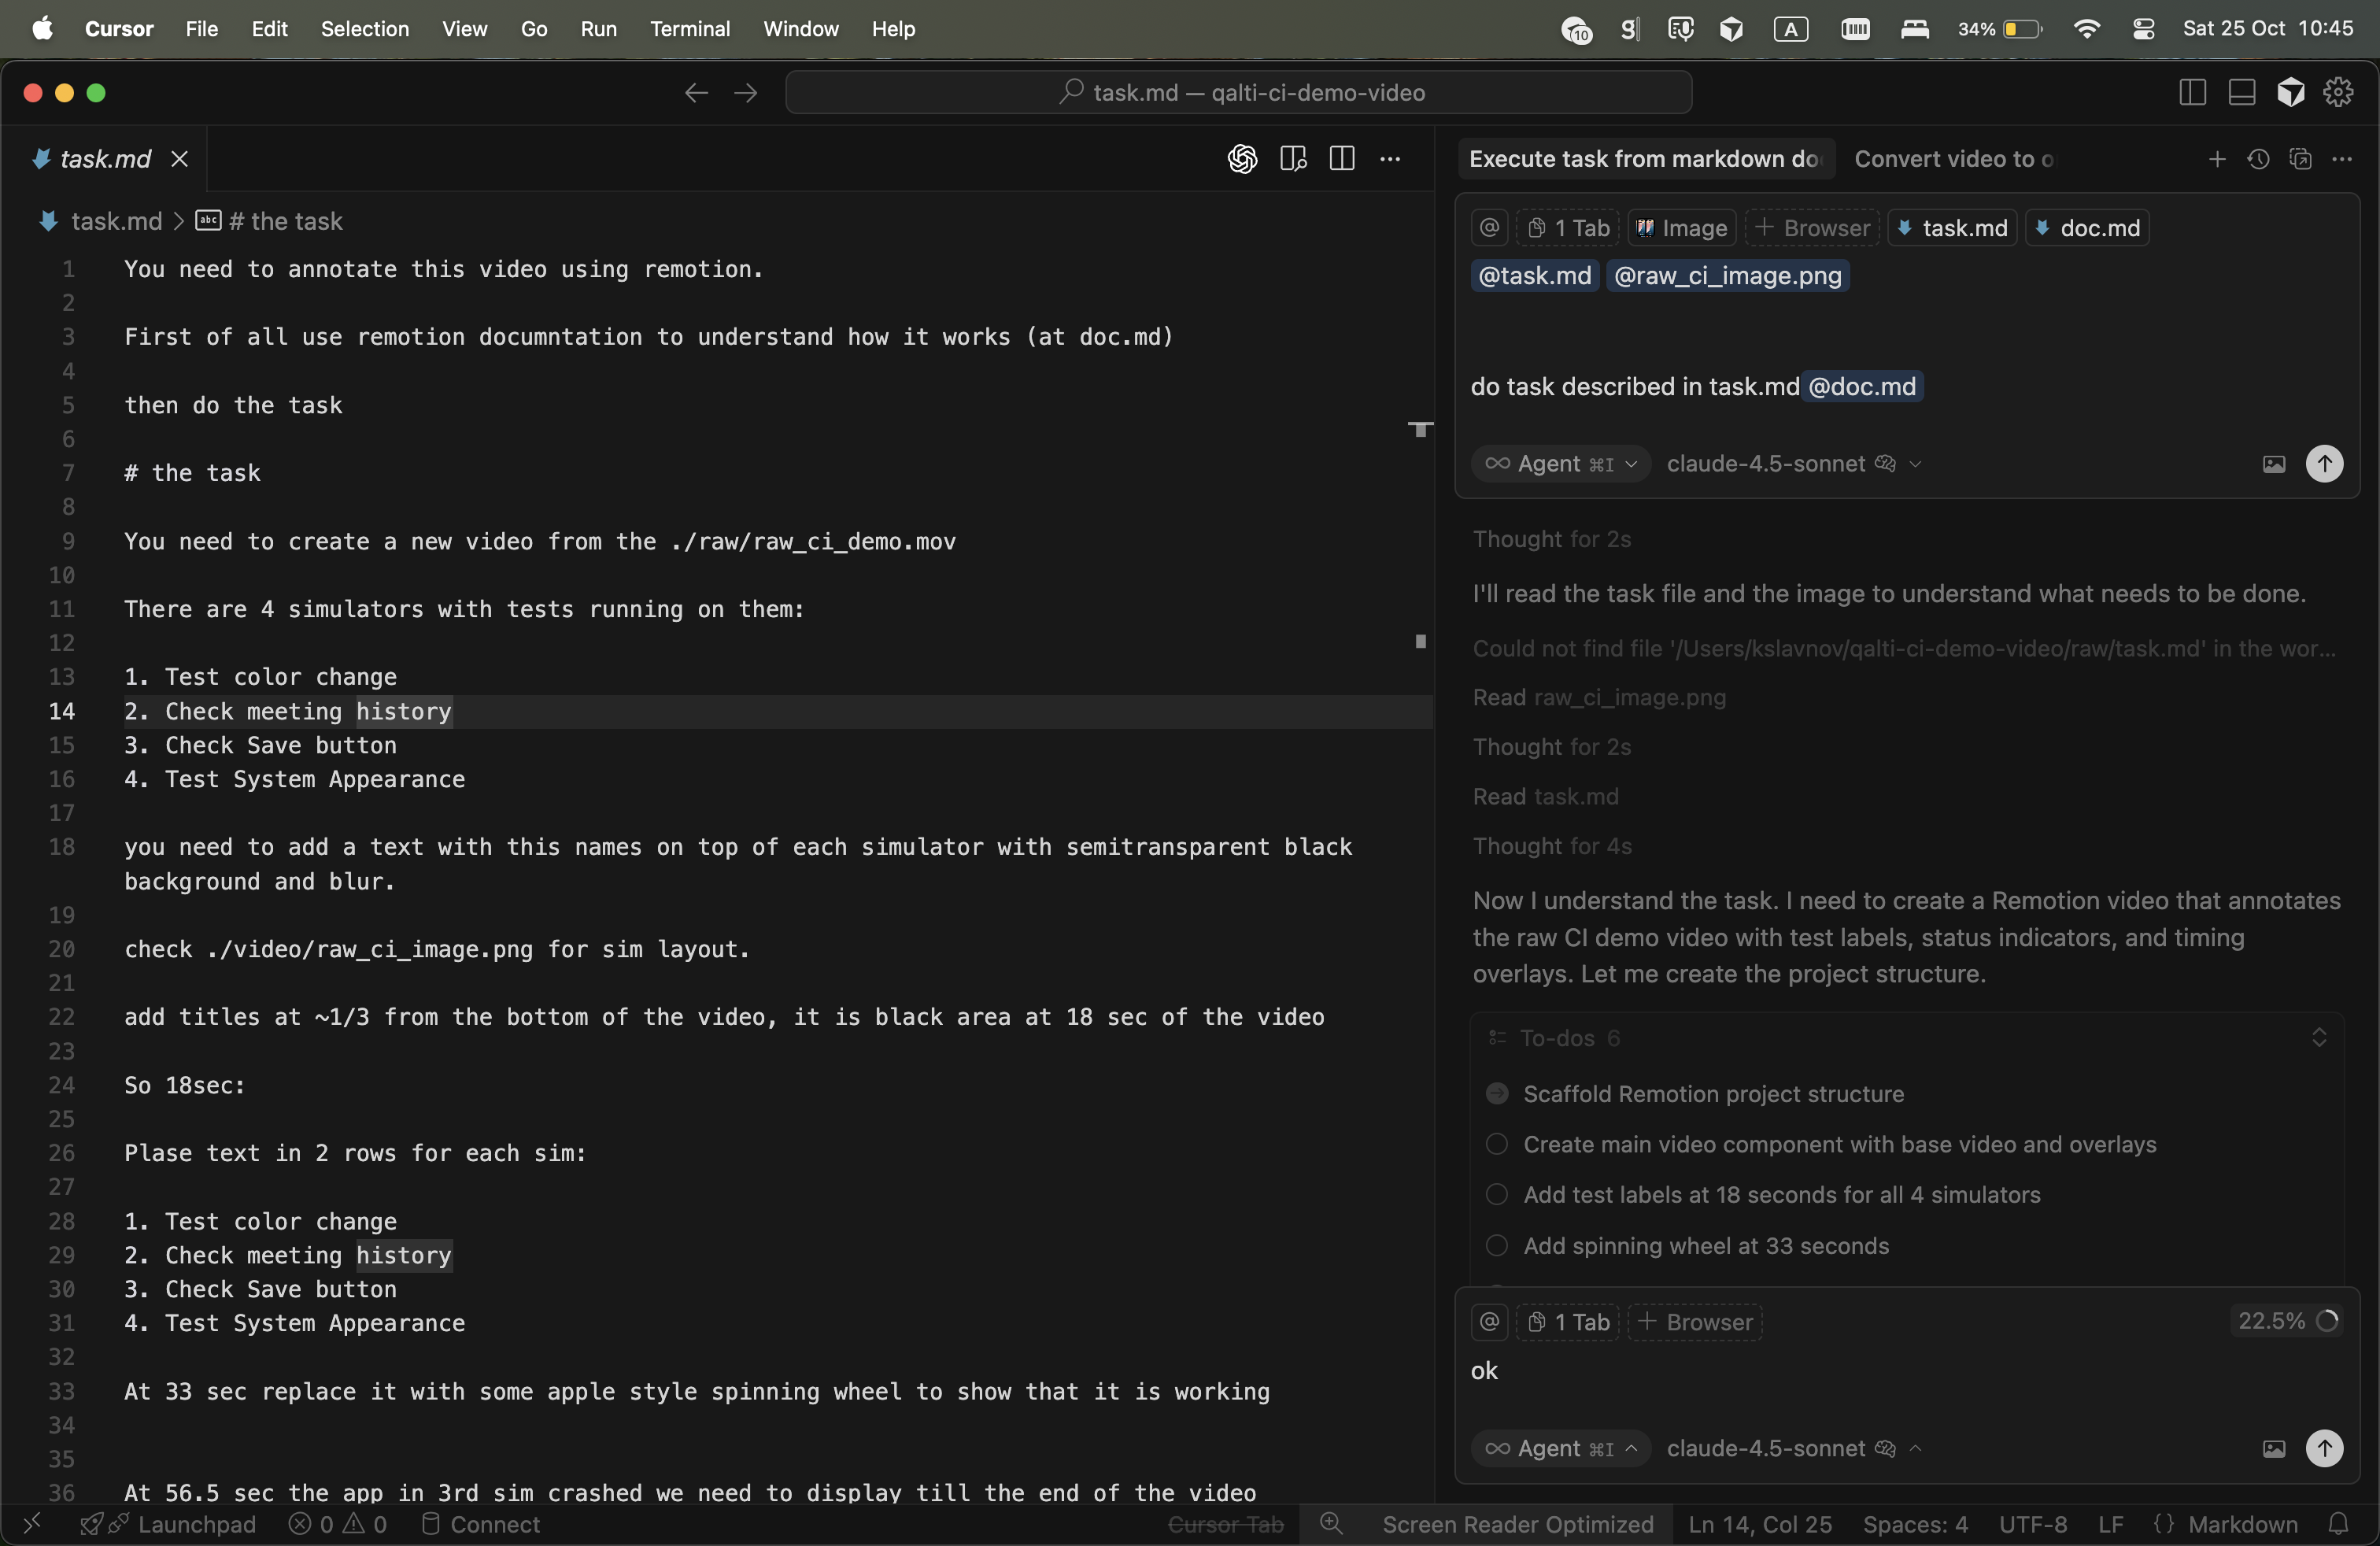 Cursor File Edit Selection View Go Run Terminal Window Help 10 A 34% Sat 25 Oct 10:45
task.md — qalti-ci-demo-video
task.md
task.md > abc # the task
1 You need to annotate this video using remotion.
2
3 First of all use remotion documntation to understand how it works (at doc.md)
4
5 then do the task
6
7 # the task
8
9 You need to create a new video from the ./raw/raw_ci_demo.mov
10
11 There are 4 simulators with tests running on them:
12
13 1. Test color change
14 2. Check meeting history
15 3. Check Save button
16 4. Test System Appearance
17
18 you need to add a text with this names on top of each simulator with semitransparent black
background and blur.
19
20 check ./video/raw_ci_image.png for sim layout.
21
22 add titles at ~1/3 from the bottom of the video, it is black area at 18 sec of the video
23
24 So 18sec:
25
26 Plase text in 2 rows for each sim:
27
28 1. Test color change
29 2. Check meeting history
30 3. Check Save button
31 4. Test System Appearance
32
33 At 33 sec replace it with some apple style spinning wheel to show that it is working
34
35
36 At 56.5 sec the app in 3rd sim crashed we need to display till the end of the video
Execute task from markdown do Convert video to o
@ 1 Tab Image + Browser task.md doc.md
@task.md @raw_ci_image.png
do task described in task.md @doc.md
Agent ⌘I claude-4.5-sonnet
Thought for 2s
I'll read the task file and the image to understand what needs to be done.
Could not find file '/Users/kslavnov/qalti-ci-demo-video/raw/task.md' in the wor...
Read raw_ci_image.png
Thought for 2s
Read task.md
Thought for 4s
Now I understand the task. I need to create a Remotion video that annotates
the raw CI demo video with test labels, status indicators, and timing
overlays. Let me create the project structure.
To-dos 6
Scaffold Remotion project structure
Create main video component with base video and overlays
Add test labels at 18 seconds for all 4 simulators
Add spinning wheel at 33 seconds
@ 1 Tab + Browser 22.5%
ok
Agent ⌘I claude-4.5-sonnet
Launchpad 0 0 Connect Cursor Tab Screen Reader Optimized Ln 14, Col 25 Spaces: 4 UTF-8 LF {} Markdown